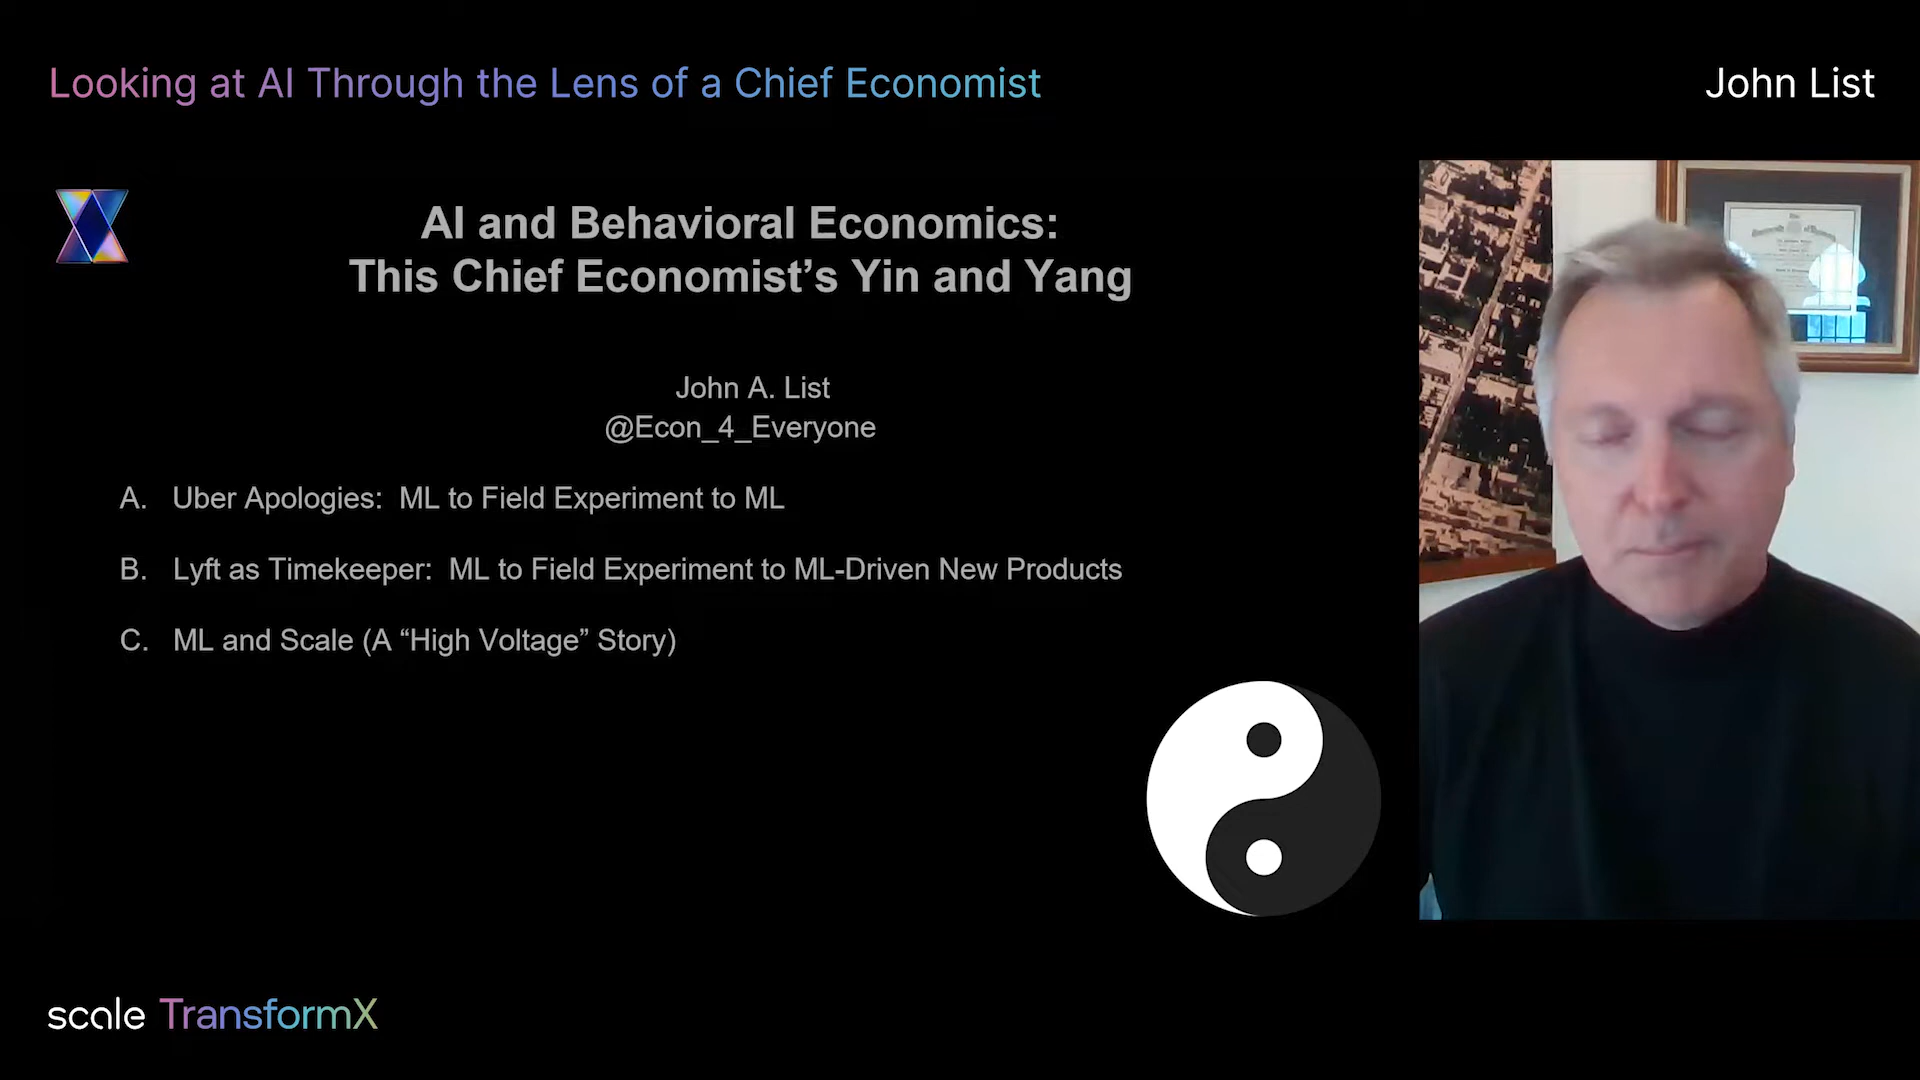 Looking at AI Through the Lens of a Chief Economist
John List
AI and Behavioral Economics:
This Chief Economist’s Yin and Yang
John A. List
@Econ_4_Everyone
A. Uber Apologies: ML to Field Experiment to ML
B. Lyft as Timekeeper: ML to Field Experiment to ML-Driven New Products
C. ML and Scale (A “High Voltage” Story)
scale TransformX